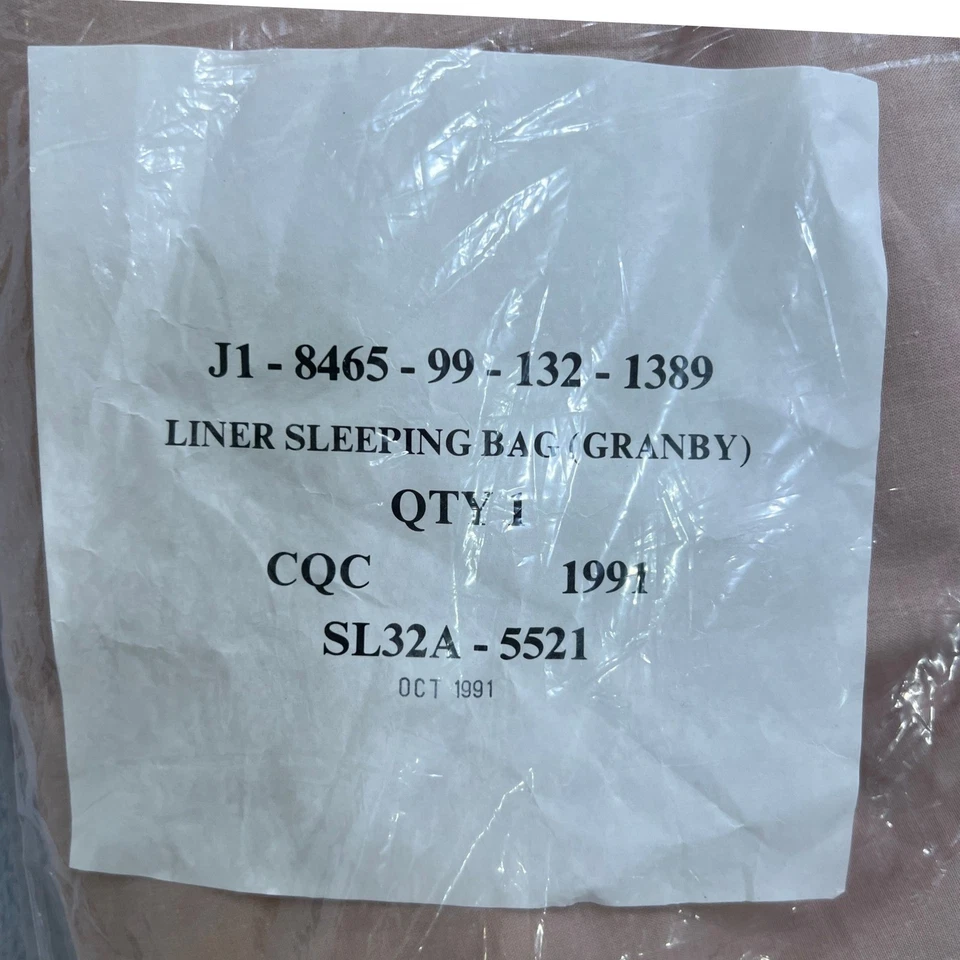 J1 - 8465 - 99 - 132 - 1389
LINER SLEEPING BAG (GRANBY)
QTY 1
CQC 1991
SL32A - 5521
OCT 1991